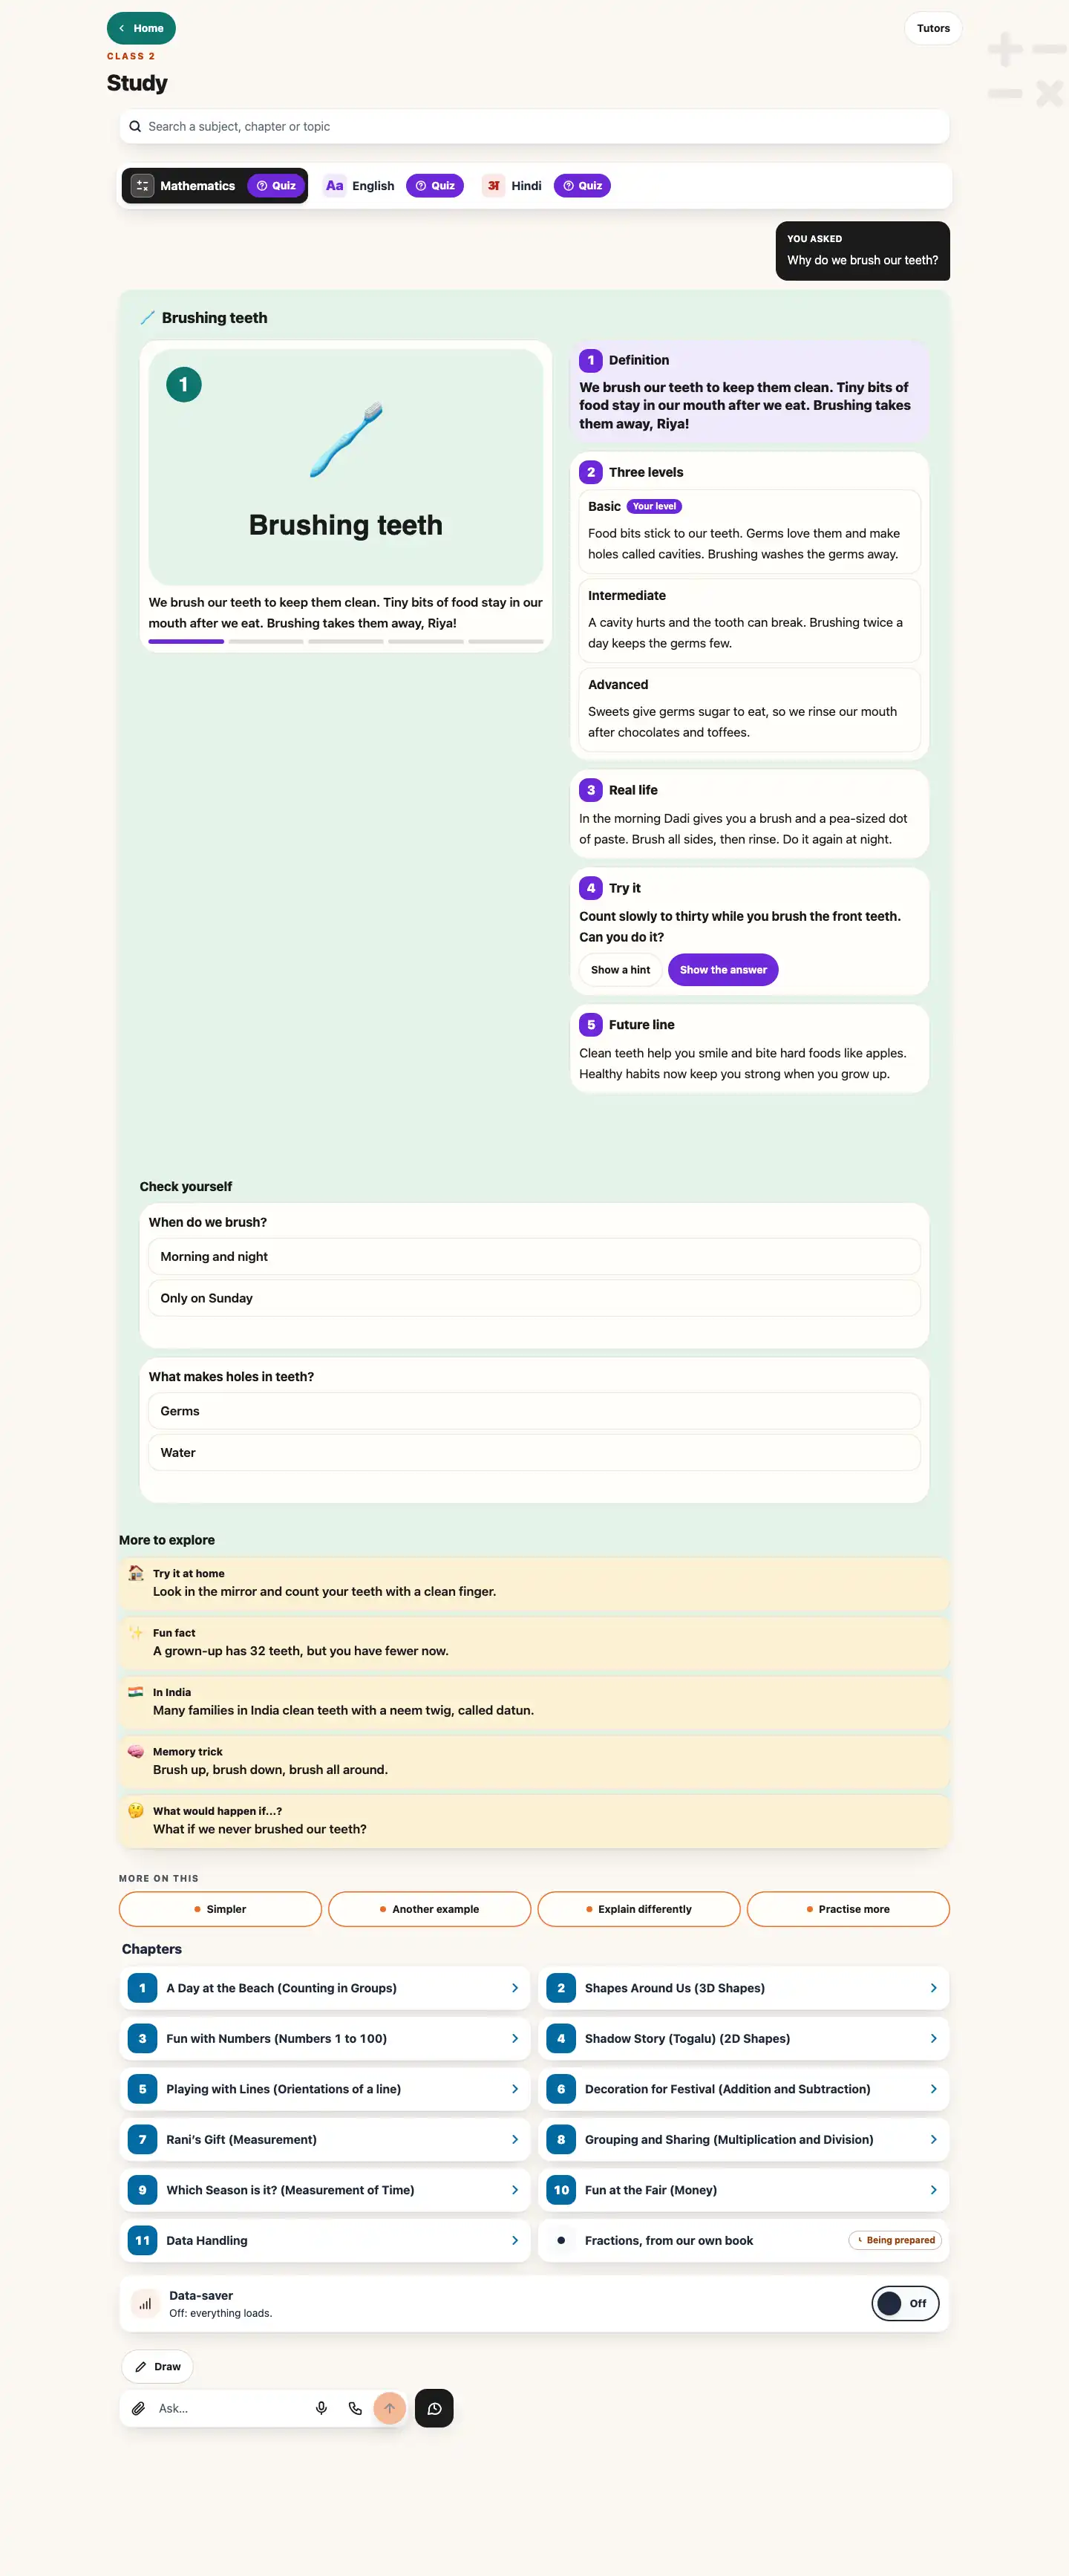 Home
Tutors
CLASS 2
Study
Search a subject, chapter or topic
Mathematics
Quiz
Aa
English
Quiz
अ
Hindi
Quiz
YOU ASKED
Why do we brush our teeth?
Brushing teeth
1
Brushing teeth
We brush our teeth to keep them clean. Tiny bits of food stay in our
mouth after we eat. Brushing takes them away, Riya!
1 Definition
We brush our teeth to keep them clean. Tiny bits of
food stay in our mouth after we eat. Brushing takes
them away, Riya!
2 Three levels
Basic Your level
Food bits stick to our teeth. Germs love them and make
holes called cavities. Brushing washes the germs away.
Intermediate
A cavity hurts and the tooth can break. Brushing twice a
day keeps the germs few.
Advanced
Sweets give germs sugar to eat, so we rinse our mouth
after chocolates and toffees.
3 Real life
In the morning Dadi gives you a brush and a pea-sized dot
of paste. Brush all sides, then rinse. Do it again at night.
4 Try it
Count slowly to thirty while you brush the front teeth.
Can you do it?
Show a hint
Show the answer
5 Future line
Clean teeth help you smile and bite hard foods like apples.
Healthy habits now keep you strong when you grow up.
Check yourself
When do we brush?
Morning and night
Only on Sunday
What makes holes in teeth?
Germs
Water
More to explore
Try it at home
Look in the mirror and count your teeth with a clean finger.
Fun fact
A grown-up has 32 teeth, but you have fewer now.
In India
Many families in India clean teeth with a neem twig, called datun.
Memory trick
Brush up, brush down, brush all around.
What would happen if...?
What if we never brushed our teeth?
MORE ON THIS
Simpler
Another example
Explain differently
Practise more
Chapters
1 A Day at the Beach (Counting in Groups)
2 Shapes Around Us (3D Shapes)
3 Fun with Numbers (Numbers 1 to 100)
4 Shadow Story (Togalu) (2D Shapes)
5 Playing with Lines (Orientations of a line)
6 Decoration for Festival (Addition and Subtraction)
7 Rani's Gift (Measurement)
8 Grouping and Sharing (Multiplication and Division)
9 Which Season is it? (Measurement of Time)
10 Fun at the Fair (Money)
11 Data Handling
Fractions, from our own book
Being prepared
Data-saver
Off: everything loads.
Off
Draw
Ask...